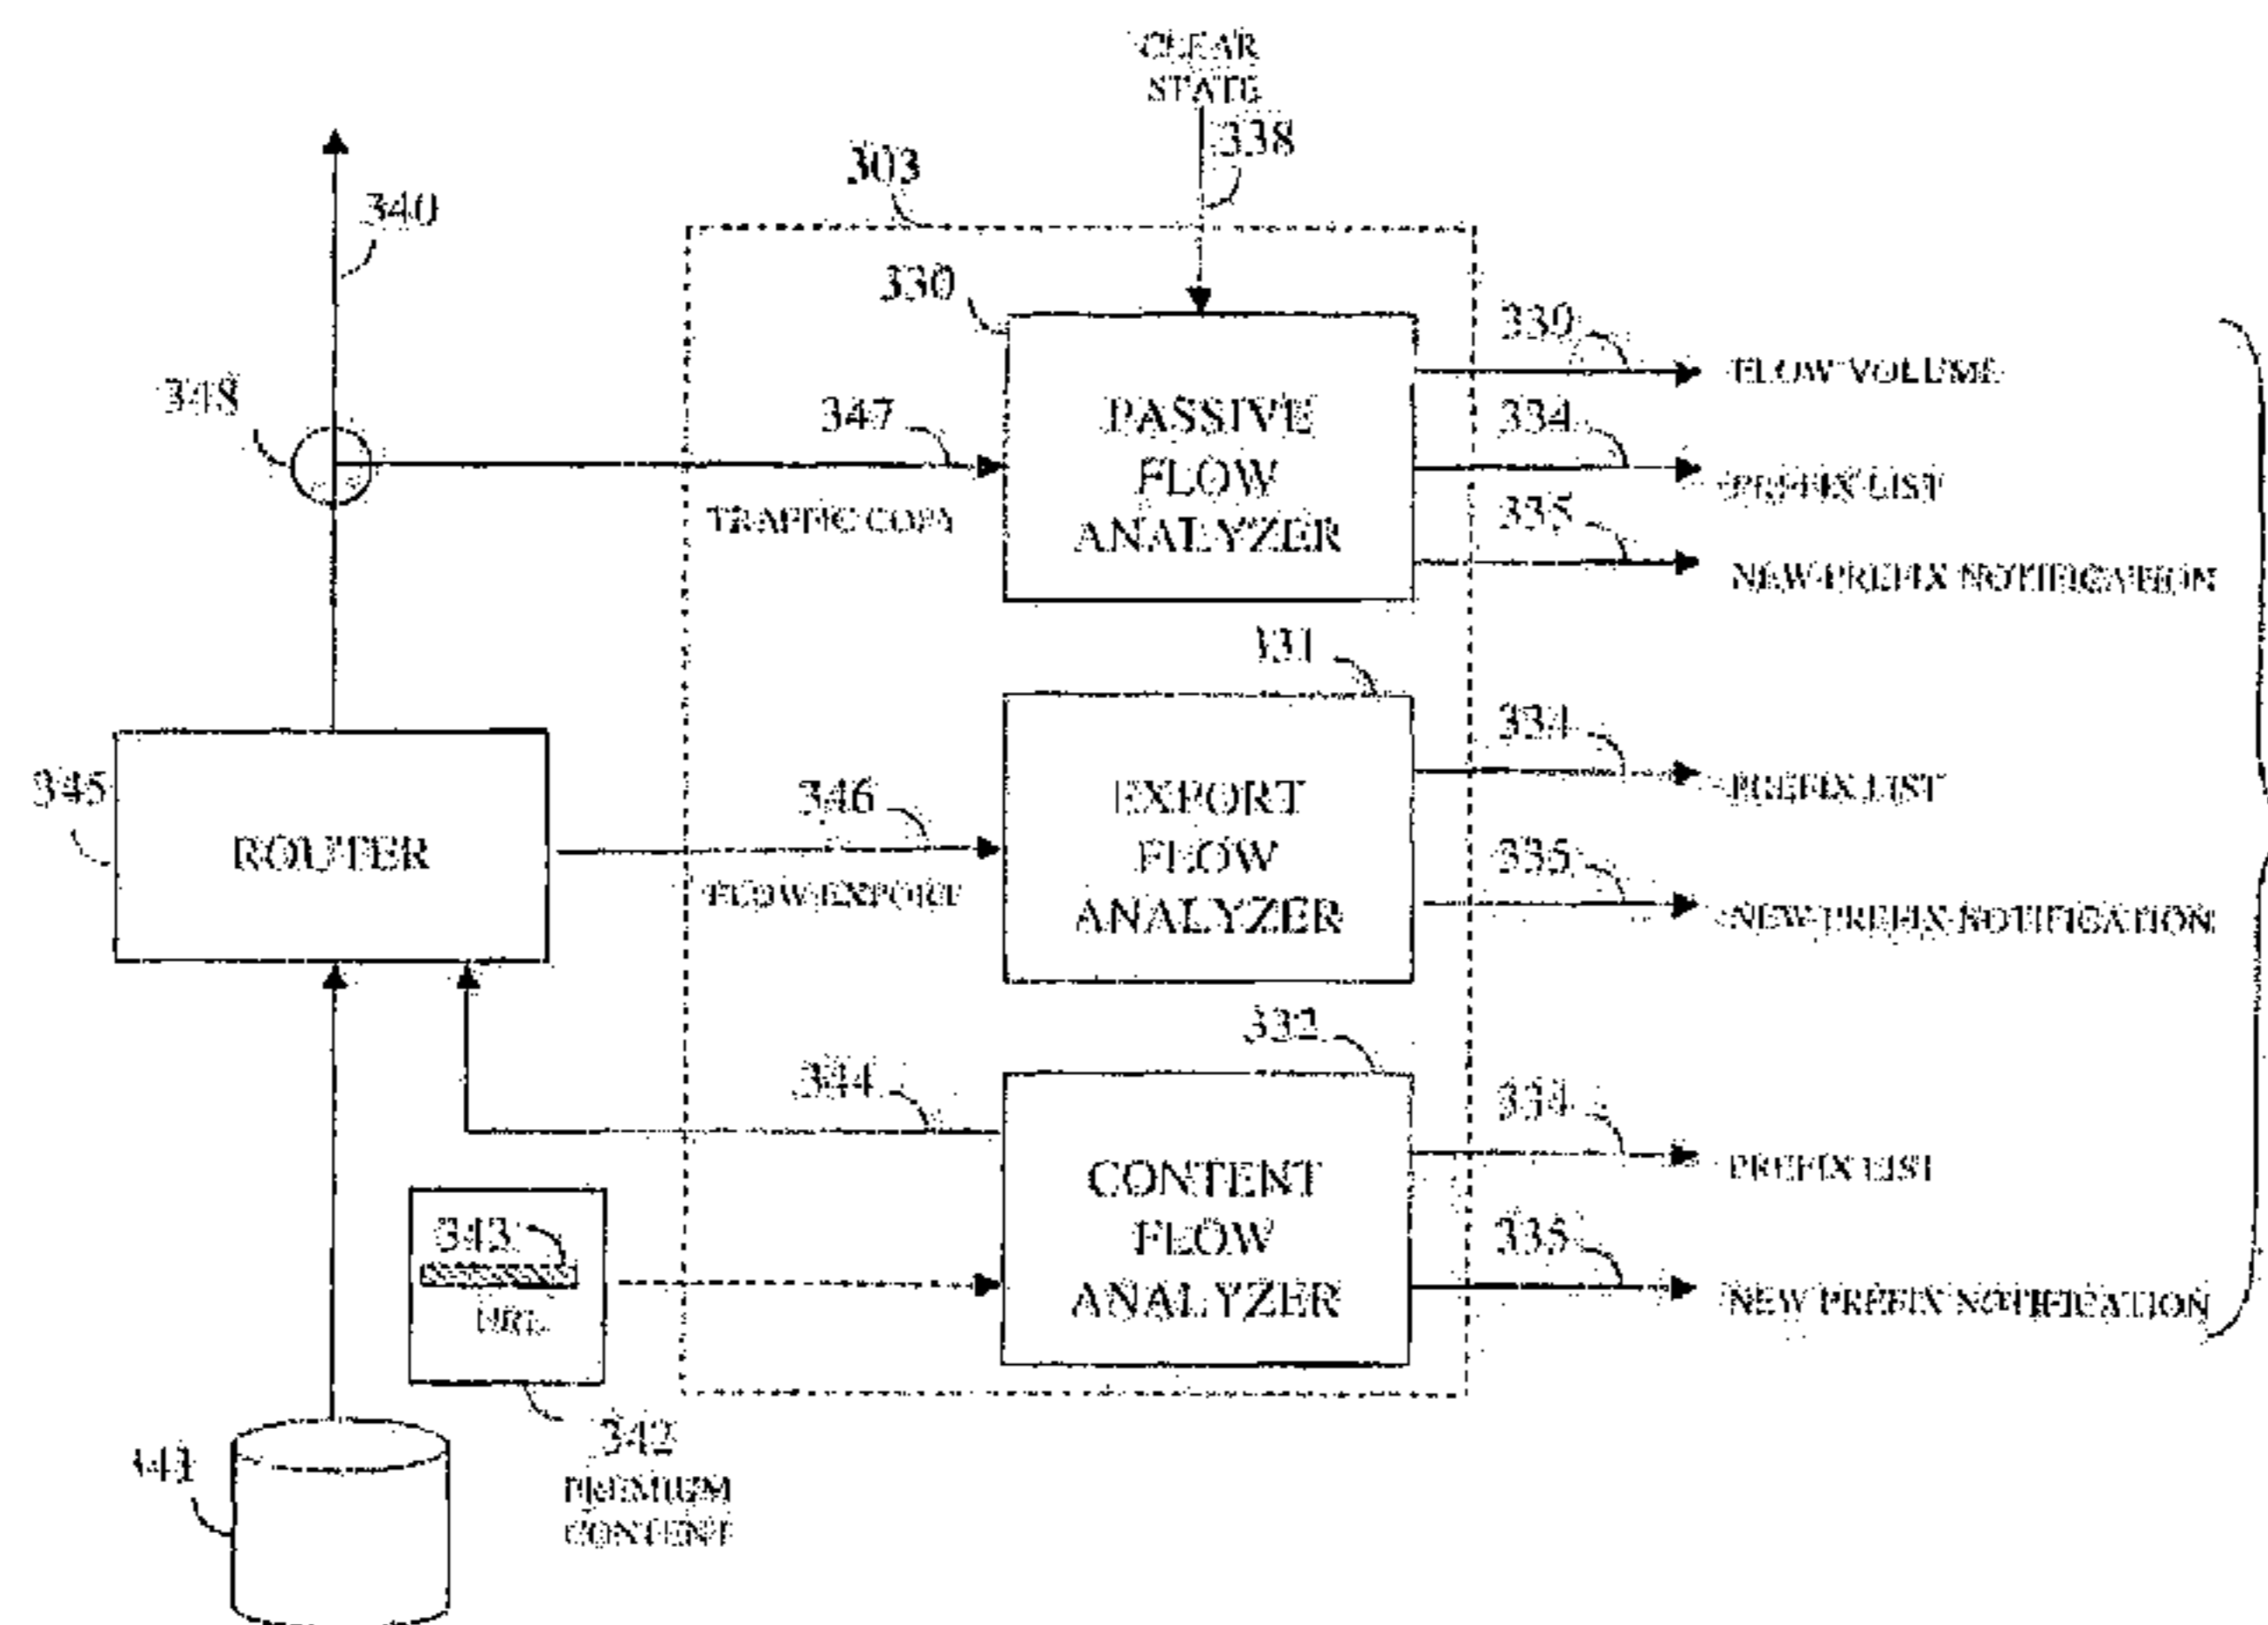 CLEAR
STATE
338
303
340
330
339
FLOW VOLUME
348
347
PASSIVE
FLOW
ANALYZER
334
PREFIX LIST
TRAFFIC COPY
335
NEW PREFIX NOTIFICATION
331
334
PREFIX LIST
345
ROUTER
346
EXPORT
FLOW
ANALYZER
FLOW EXPORT
335
NEW PREFIX NOTIFICATION
332
344
334
PREFIX LIST
CONTENT
FLOW
ANALYZER
343
URL
335
NEW PREFIX NOTIFICATION
342
PREMIUM
CONTENT
341